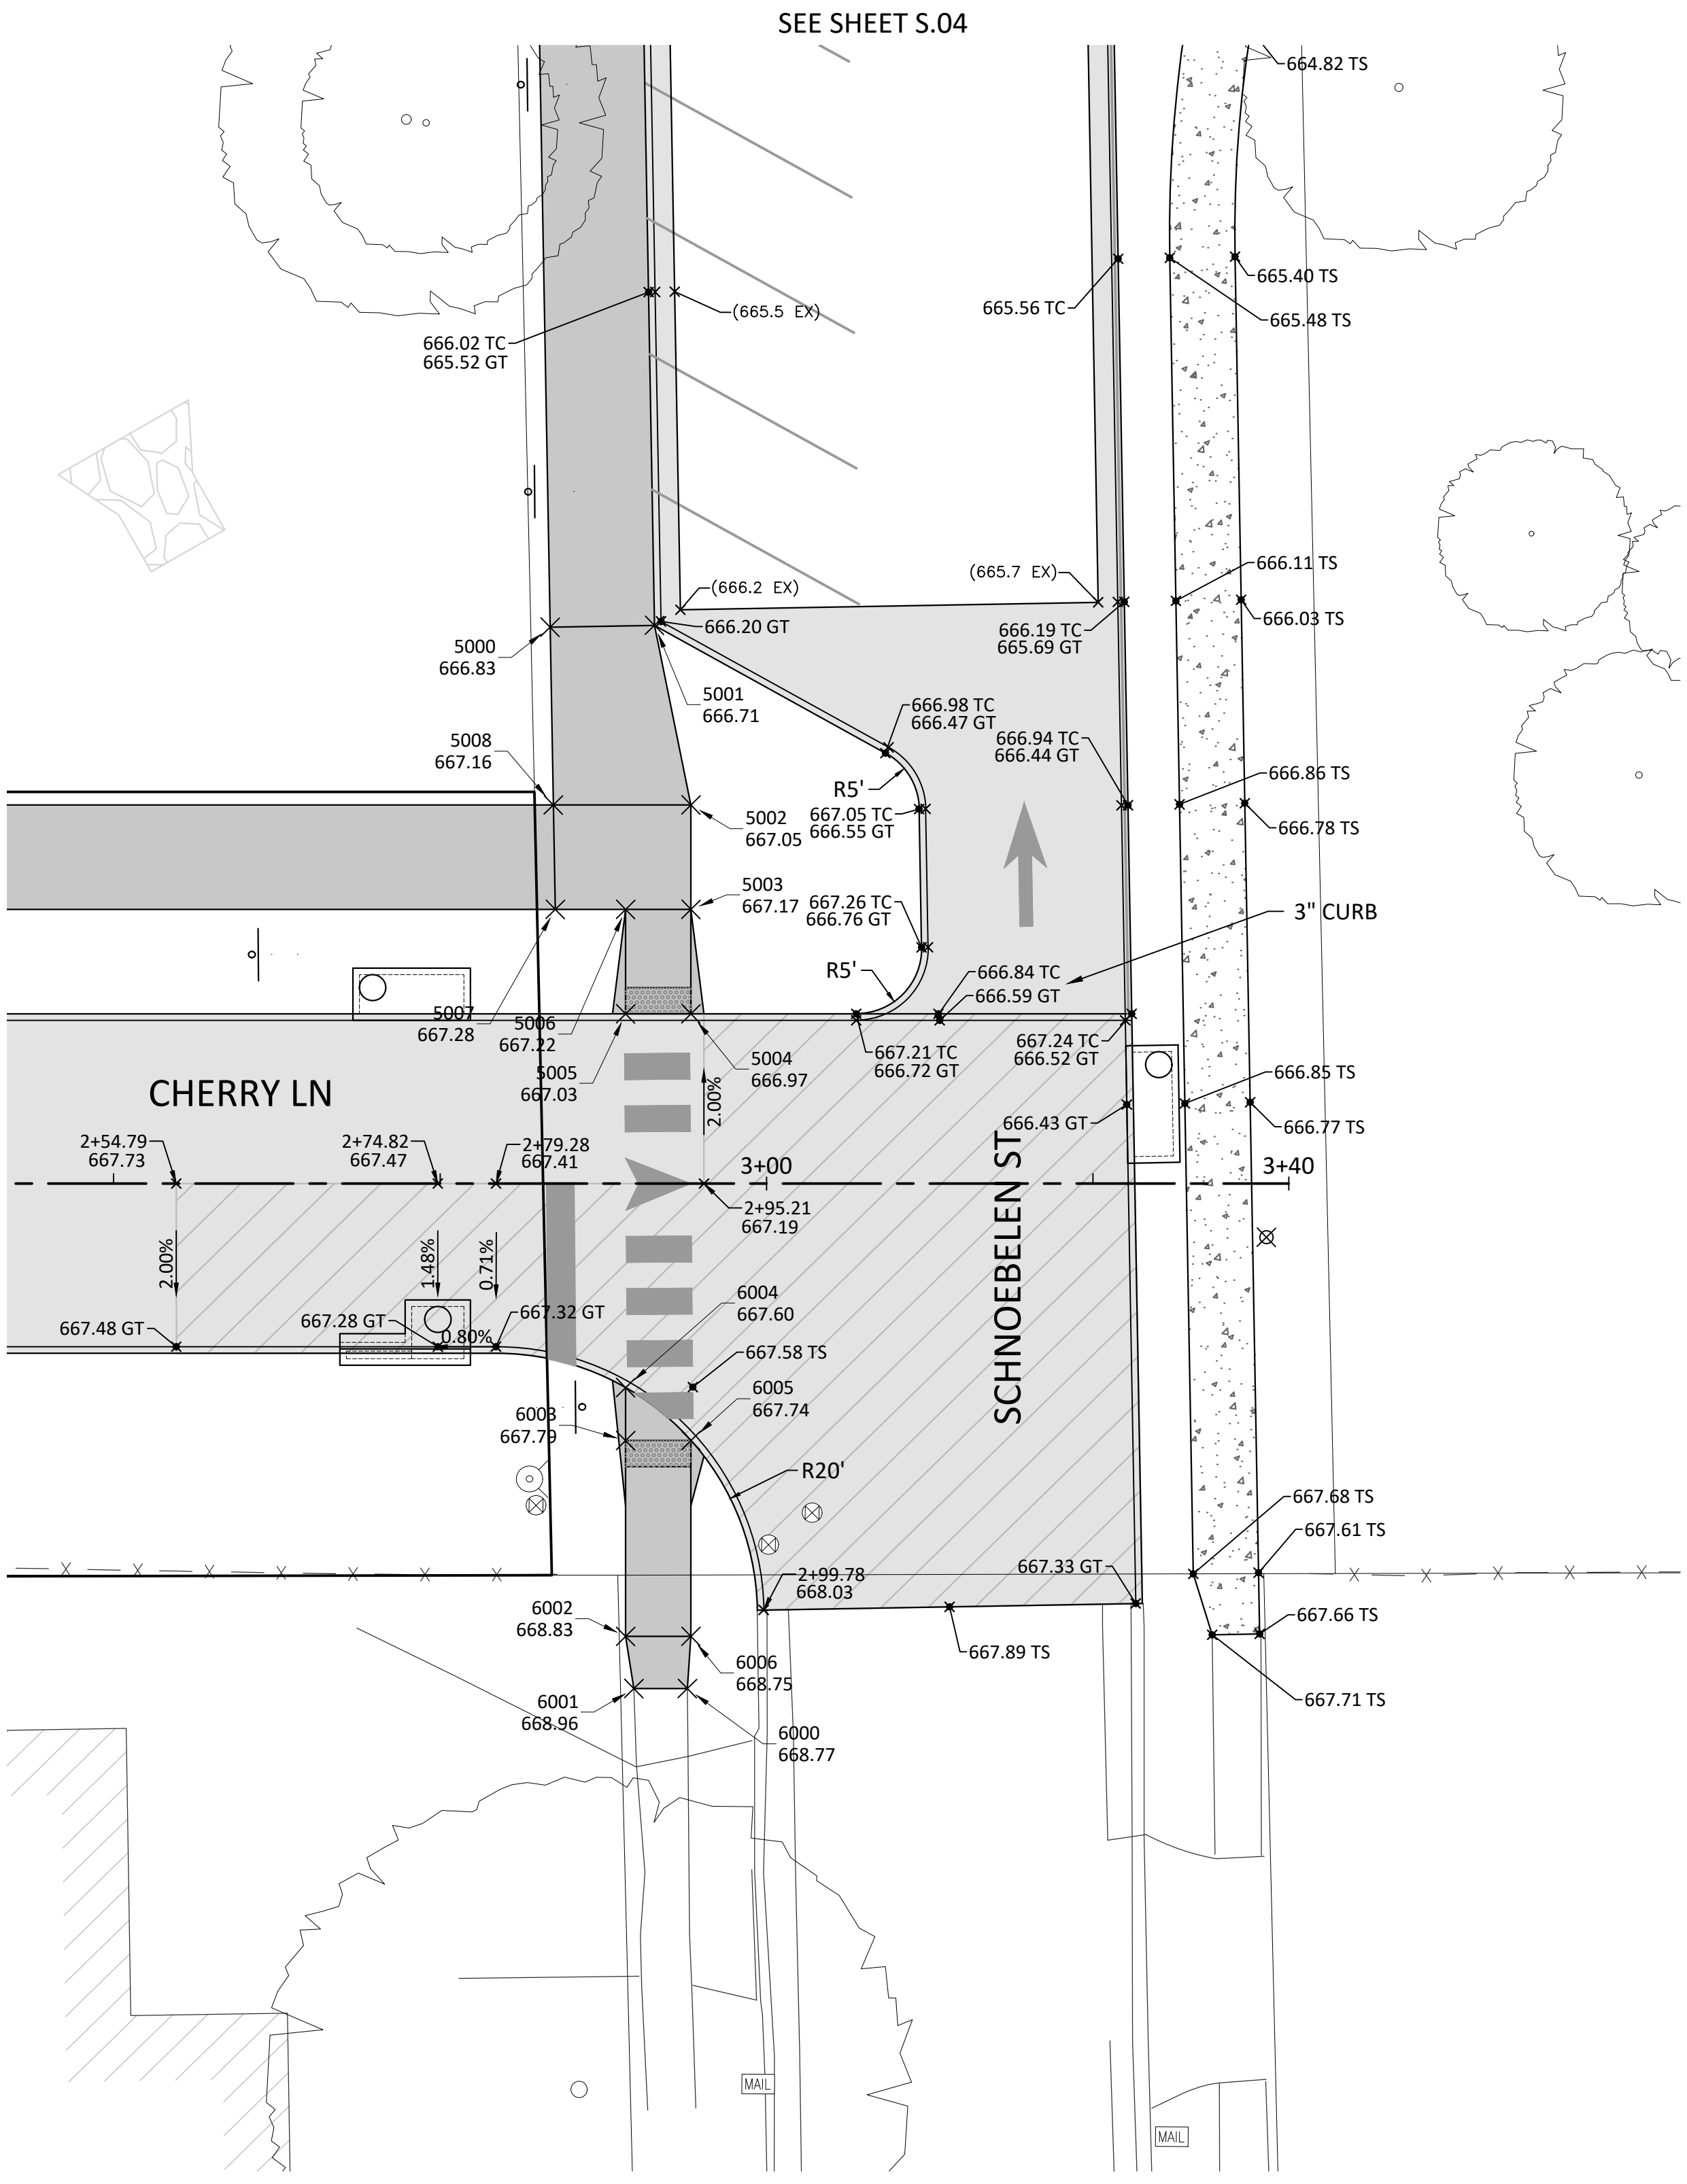 SEE SHEET S.04
664.82 TS
665.40 TS
665.48 TS
665.56 TC
(665.5 EX)
666.02 TC
665.52 GT
666.11 TS
(665.7 EX)
(666.2 EX)
666.03 TS
666.20 GT
666.19 TC
665.69 GT
5000
666.83
5001
666.71
666.98 TC
666.47 GT
5008
667.16
666.94 TC
666.44 GT
666.86 TS
R5'
5002
667.05
667.05 TC
666.55 GT
666.78 TS
5003
667.17
667.26 TC
666.76 GT
3" CURB
R5'
666.84 TC
666.59 GT
5007
667.28
5006
667.22
5005
667.03
5004
666.97
667.21 TC
666.72 GT
667.24 TC
666.52 GT
666.85 TS
CHERRY LN
2.00%
666.43 GT
666.77 TS
2+54.79
667.73
2+74.82
667.47
2+79.28
667.41
3+00
3+40
2+95.21
667.19
SCHNOEBELEN ST
2.00%
1.48%
0.71%
6004
667.60
667.48 GT
667.28 GT
0.80%
667.32 GT
667.58 TS
6005
667.74
6003
667.79
R20'
667.68 TS
667.61 TS
2+99.78
668.03
667.33 GT
6002
668.83
667.66 TS
667.89 TS
6006
668.75
6001
668.96
667.71 TS
6000
668.77
MAIL
MAIL